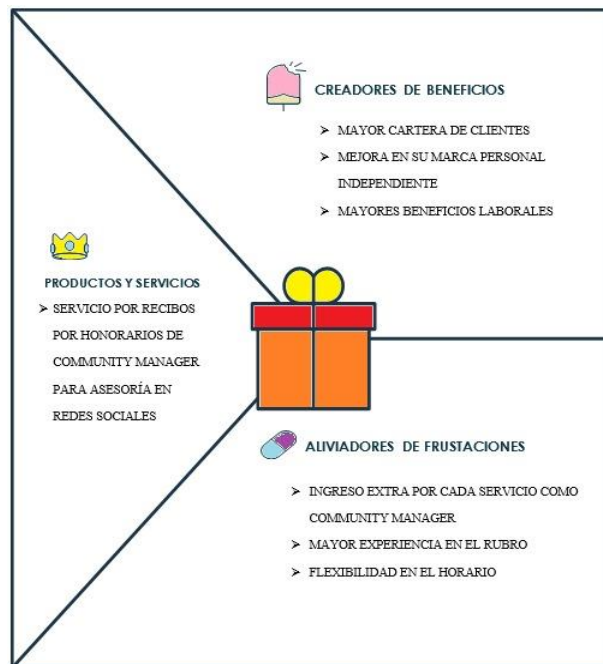 CREADORES DE BENEFICIOS
➤ MAYOR CARTERA DE CLIENTES
➤ MEJORA EN SU MARCA PERSONAL
INDEPENDIENTE
➤ MAYORES BENEFICIOS LABORALES
PRODUCTOS Y SERVICIOS
➤ SERVICIO POR RECIBOS
POR HONORARIOS DE
COMMUNITY MANAGER
PARA ASESORÍA EN
REDES SOCIALES
ALIVIADORES DE FRUSTACIONES
➤ INGRESO EXTRA POR CADA SERVICIO COMO
COMMUNITY MANAGER
➤ MAYOR EXPERIENCIA EN EL RUBRO
➤ FLEXIBILIDAD EN EL HORARIO